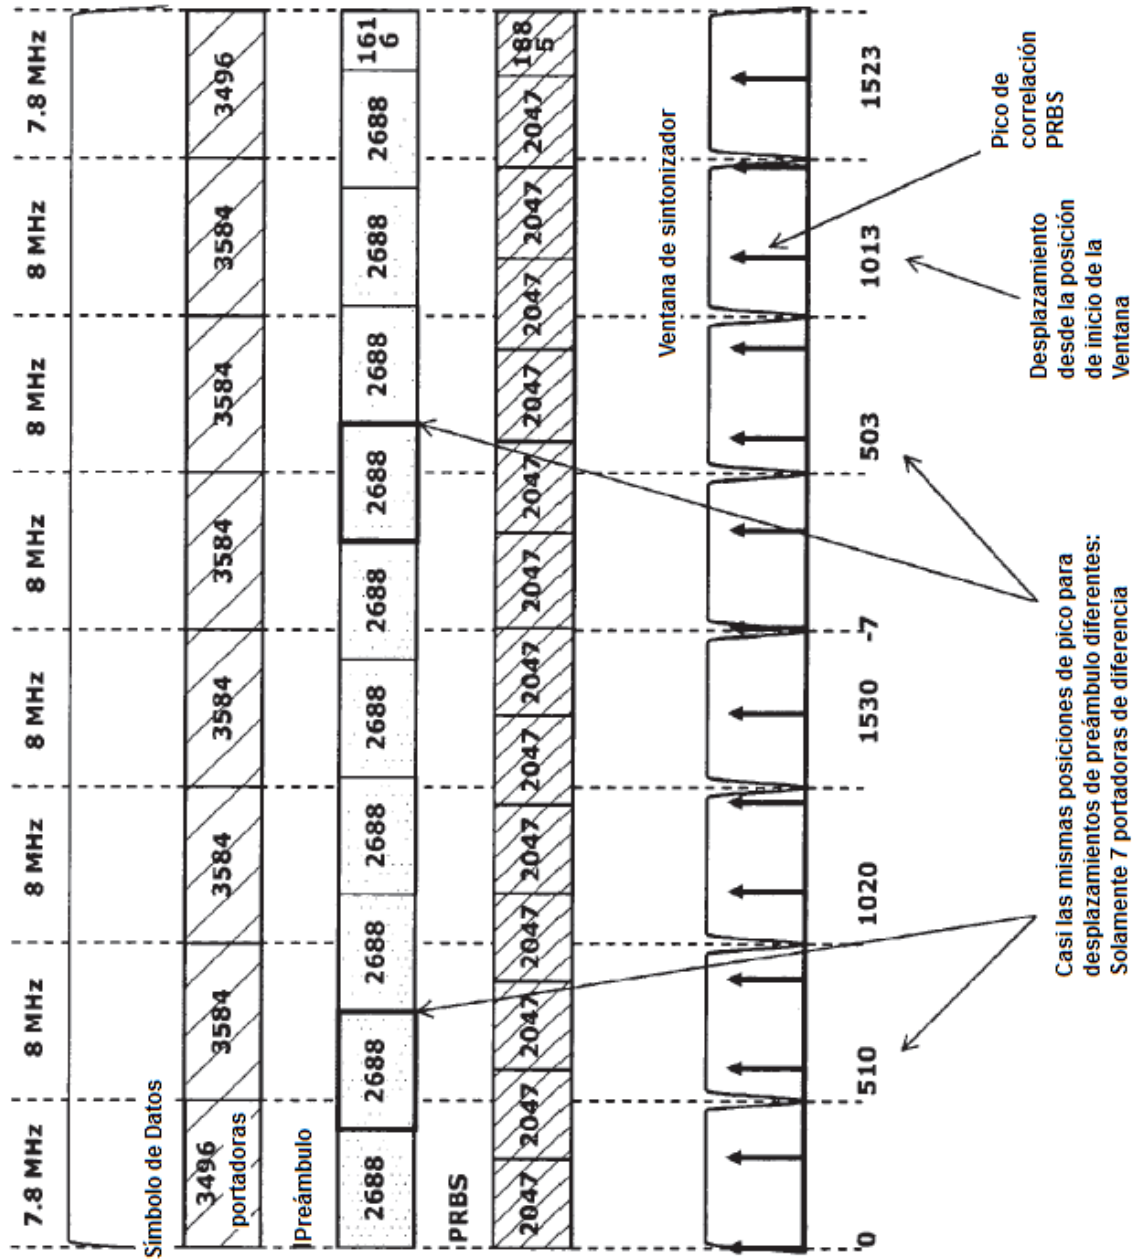 7.8 MHz 8 MHz 8 MHz 8 MHz 8 MHz 8 MHz 8 MHz 7.8 MHz
Símbolo de Datos
3496 3584 3584 3584 3584 3584 3584 3496
portadoras
Preámbulo
2688 2688 2688 2688 2688 2688 2688 2688 2688 2688 161
6
PRBS
2047 2047 2047 2047 2047 2047 2047 2047 2047 2047 2047 2047 2047 188
5
Ventana de sintonizador
0 510 1020 1530 -7 503 1013 1523
Casi las mismas posiciones de pico para
desplazamientos de preámbulo diferentes:
Solamente 7 portadoras de diferencia
Desplazamiento
desde la posición
de inicio de la
Ventana
Pico de
correlación
PRBS